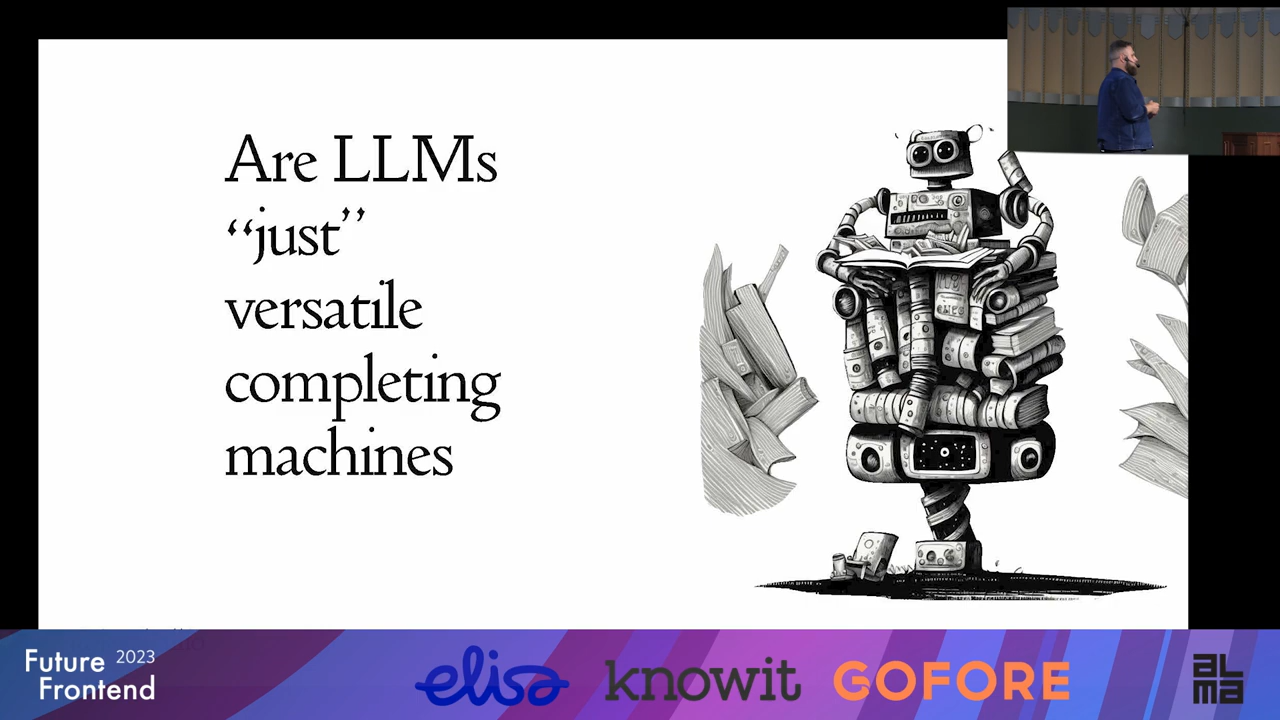 Are LLMs
“just”
versatile
completing
machines
Future 2023
Frontend
elisa
knowit
GOFORE
aLma